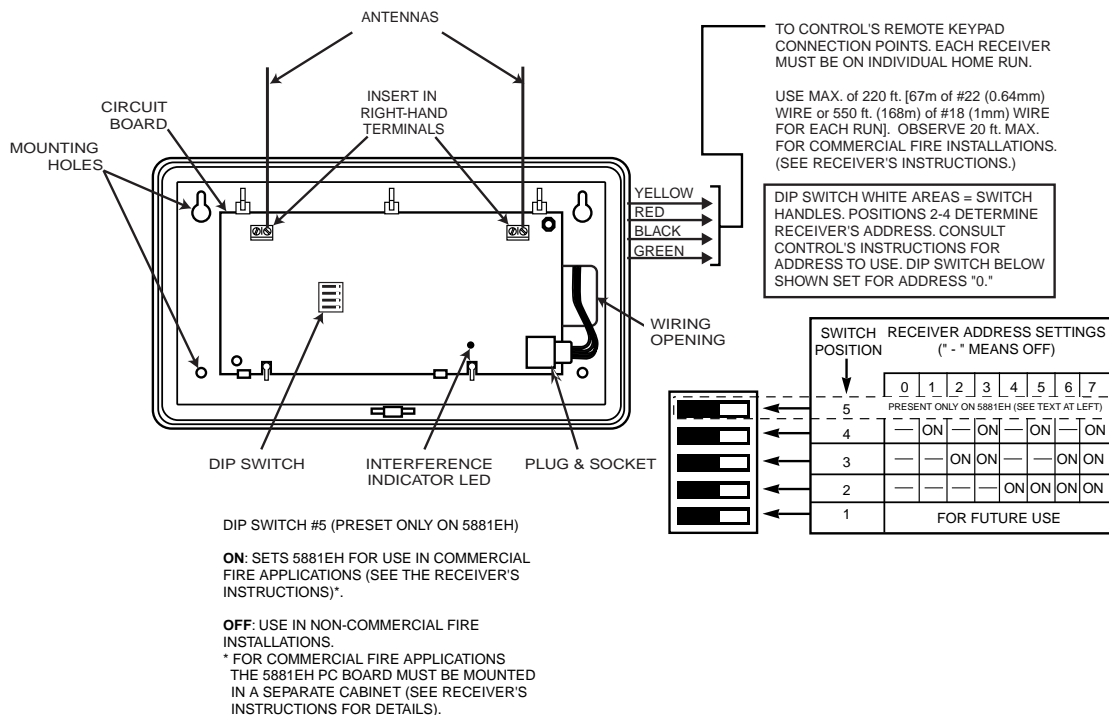 ANTENNAS
CIRCUIT
BOARD
INSERT IN
RIGHT-HAND
TERMINALS
MOUNTING
HOLES
YELLOW
RED
BLACK
GREEN
WIRING
OPENING
DIP SWITCH
INTERFERENCE
INDICATOR LED
PLUG & SOCKET
TO CONTROL'S REMOTE KEYPAD
CONNECTION POINTS. EACH RECEIVER
MUST BE ON INDIVIDUAL HOME RUN.
USE MAX. of 220 ft. [67m of #22 (0.64mm)
WIRE or 550 ft. (168m) of #18 (1mm) WIRE
FOR EACH RUN]. OBSERVE 20 ft. MAX.
FOR COMMERCIAL FIRE INSTALLATIONS.
(SEE RECEIVER'S INSTRUCTIONS.)
DIP SWITCH WHITE AREAS = SWITCH
HANDLES. POSITIONS 2-4 DETERMINE
RECEIVER'S ADDRESS. CONSULT
CONTROL'S INSTRUCTIONS FOR
ADDRESS TO USE. DIP SWITCH BELOW
SHOWN SET FOR ADDRESS "0."
SWITCH
POSITION
RECEIVER ADDRESS SETTINGS
(" - " MEANS OFF)
0 1 2 3 4 5 6 7
5 PRESENT ONLY ON 5881EH (SEE TEXT AT LEFT)
4 — ON — ON — ON — ON
3 — — ON ON — — ON ON
2 — — — — ON ON ON ON
1 FOR FUTURE USE
DIP SWITCH #5 (PRESET ONLY ON 5881EH)
ON: SETS 5881EH FOR USE IN COMMERCIAL
FIRE APPLICATIONS (SEE THE RECEIVER'S
INSTRUCTIONS)*.
OFF: USE IN NON-COMMERCIAL FIRE
INSTALLATIONS.
* FOR COMMERCIAL FIRE APPLICATIONS
THE 5881EH PC BOARD MUST BE MOUNTED
IN A SEPARATE CABINET (SEE RECEIVER'S
INSTRUCTIONS FOR DETAILS).